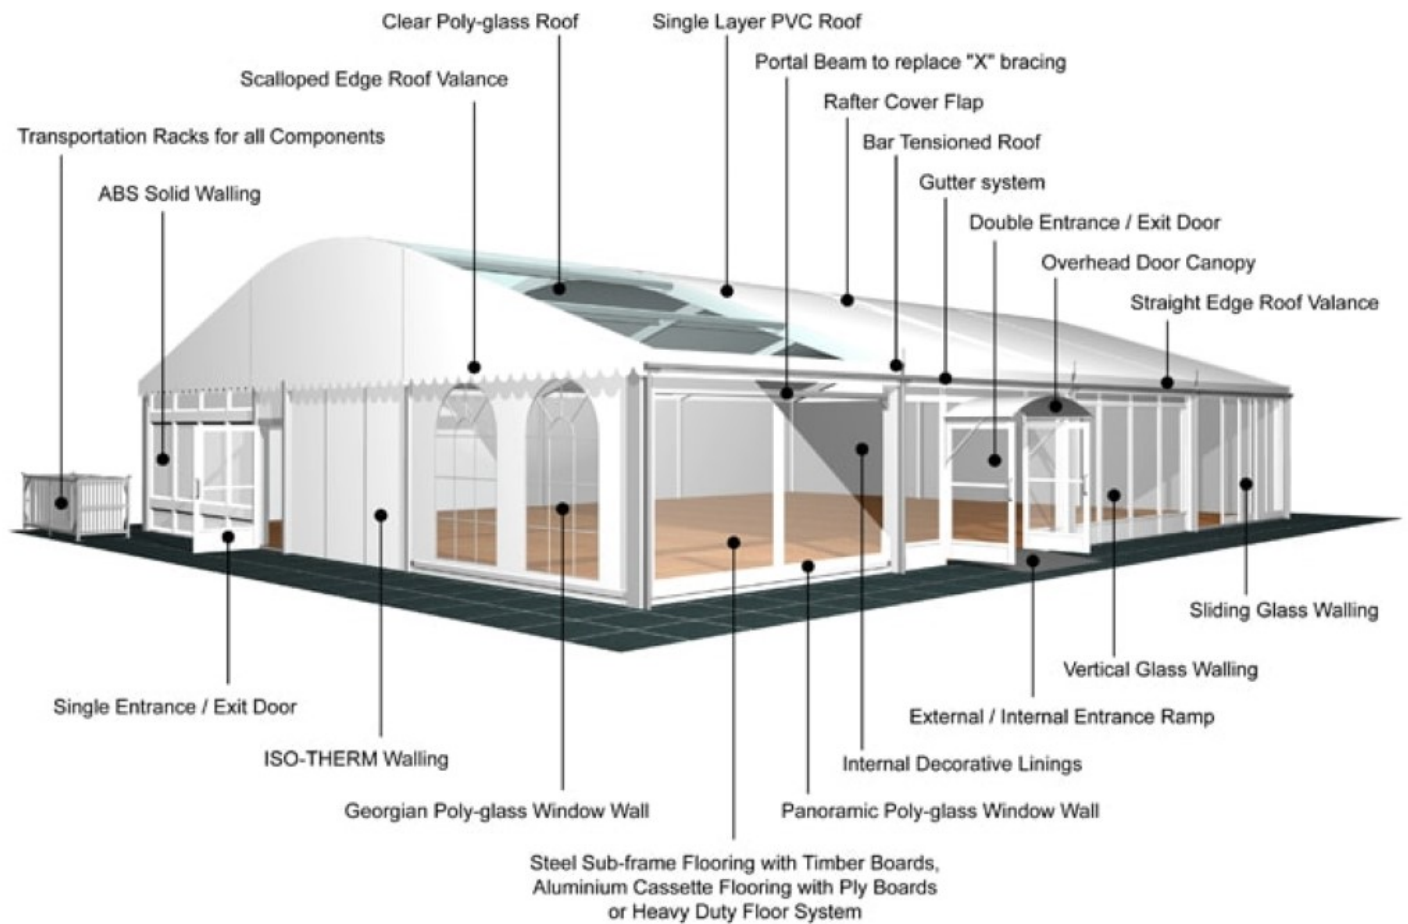 Clear Poly-glass Roof
Single Layer PVC Roof
Portal Beam to replace "X" bracing
Scalloped Edge Roof Valance
Rafter Cover Flap
Transportation Racks for all Components
Bar Tensioned Roof
ABS Solid Walling
Gutter system
Double Entrance / Exit Door
Overhead Door Canopy
Straight Edge Roof Valance
Sliding Glass Walling
Vertical Glass Walling
Single Entrance / Exit Door
External / Internal Entrance Ramp
ISO-THERM Walling
Internal Decorative Linings
Georgian Poly-glass Window Wall
Panoramic Poly-glass Window Wall
Steel Sub-frame Flooring with Timber Boards,
Aluminium Cassette Flooring with Ply Boards
or Heavy Duty Floor System